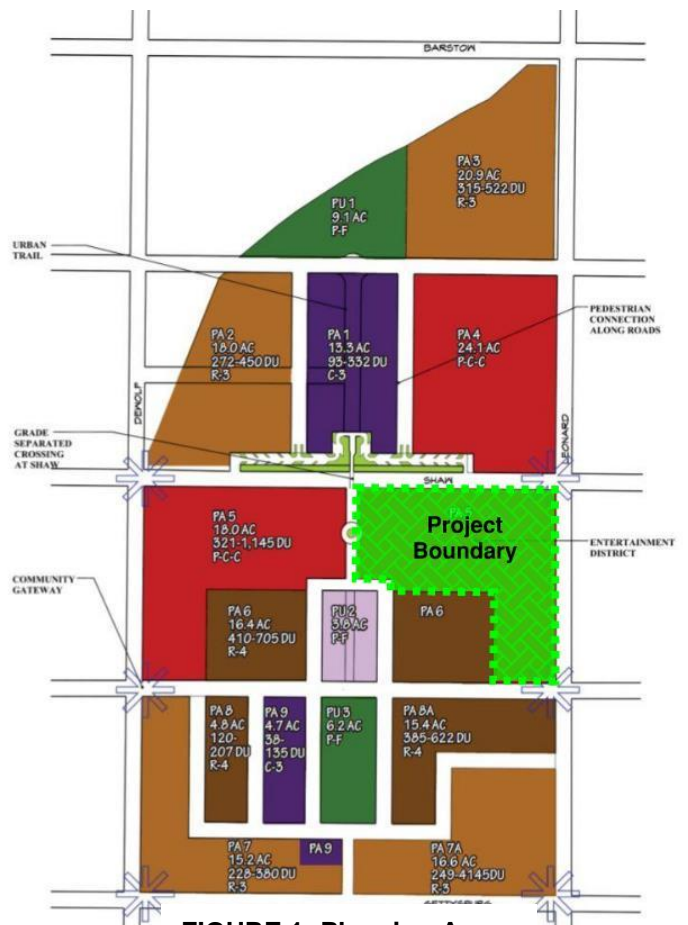 BARSTOW
PA 3
20.9 AC
315-522 DU
R-3
PU 1
9.1 AC
P-F
URBAN
TRAIL
PEDESTRIAN
CONNECTION
ALONG ROADS
PA 2
18.0 AC
272-450 DU
R-3
PA 1
13.3 AC
93-332 DU
C-3
PA 4
24.1 AC
P-C-C
DEWOLF
LEONARD
GRADE
SEPARATED
CROSSING
AT SHAW
SHAW
PA 5
18.0 AC
321-1,145 DU
P-C-C
PA 5
Project
Boundary
ENTERTAINMENT
DISTRICT
COMMUNITY
GATEWAY
PA 6
16.4 AC
410-705 DU
R-4
PU 2
3.8 AC
P-F
PA 6
PA 8
4.8 AC
120-
207 DU
R-4
PA 9
4.7 AC
38-
135 DU
C-3
PU 3
6.2 AC
P-F
PA 8A
15.4 AC
385-622 DU
R-4
PA 7
15.2 AC
228-380 DU
R-3
PA 9
PA 7A
16.6 AC
249-4145DU
R-3